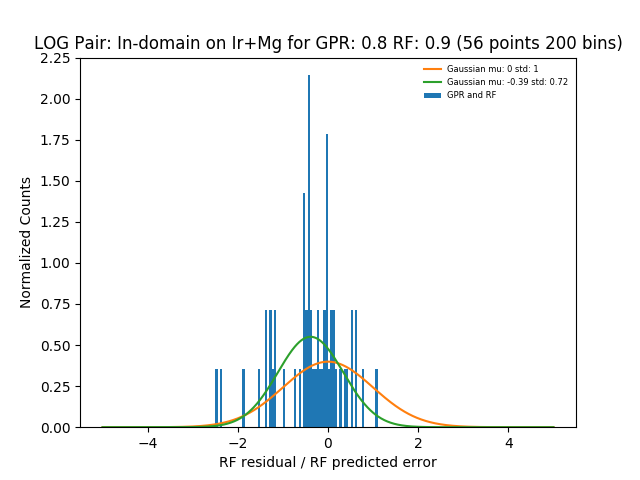 LOG Pair: In-domain on Ir+Mg for GPR: 0.8 RF: 0.9 (56 points 200 bins)
Gaussian mu: 0 std: 1
Gaussian mu: -0.39 std: 0.72
GPR and RF
Normalized Counts
2.25
2.00
1.75
1.50
1.25
1.00
0.75
0.50
0.25
0.00
−4 −2 0 2 4
RF residual / RF predicted error